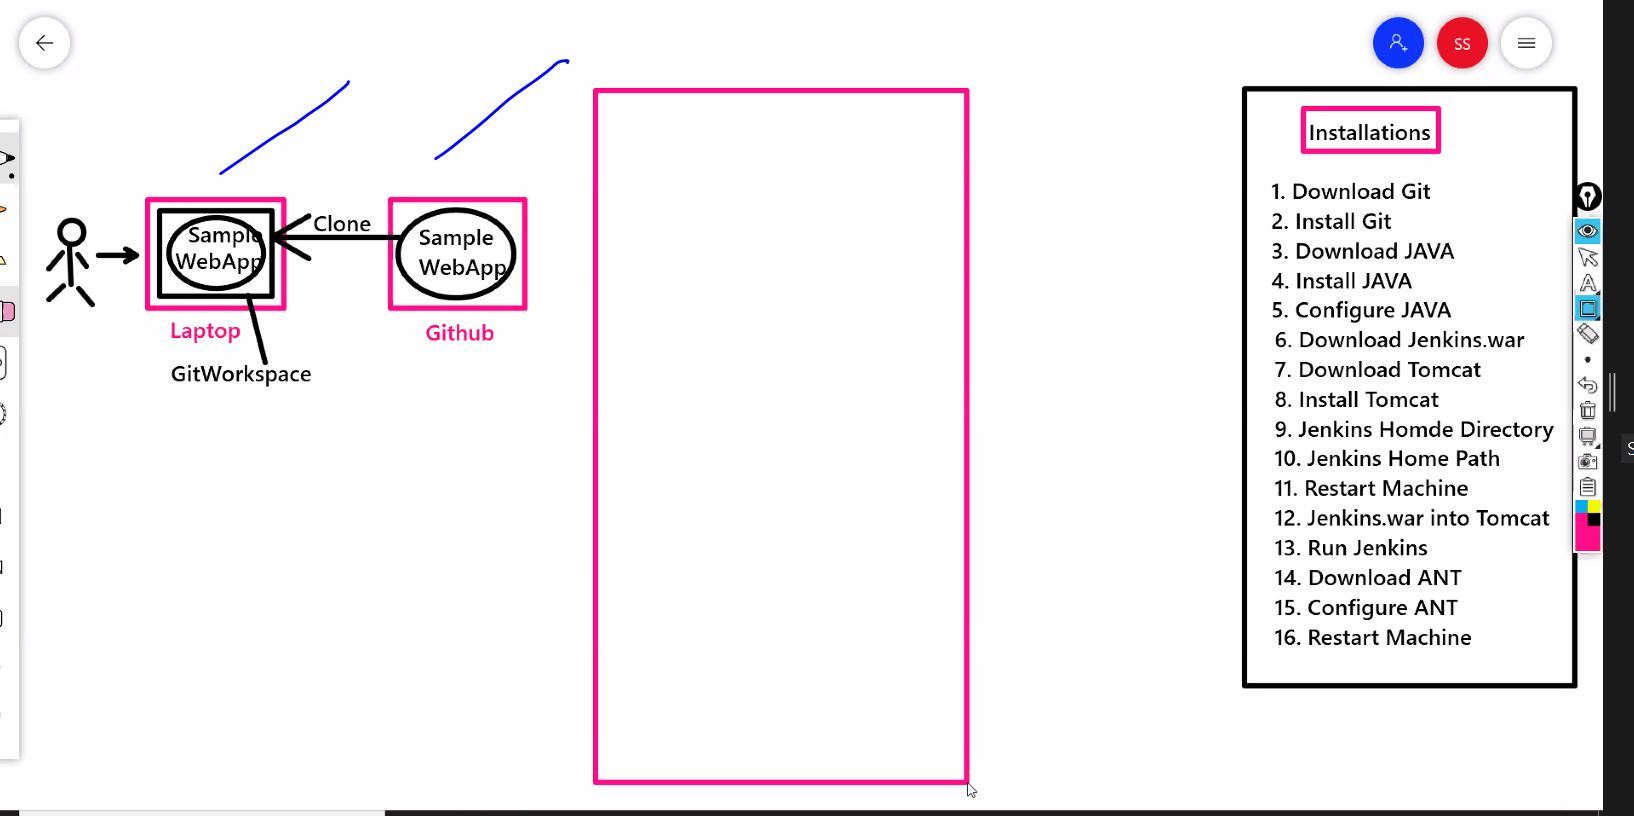 SS
Installations
Sample
WebApp
Clone
Sample
WebApp
Laptop
Github
GitWorkspace
1. Download Git
2. Install Git
3. Download JAVA
4. Install JAVA
5. Configure JAVA
6. Download Jenkins.war
7. Download Tomcat
8. Install Tomcat
9. Jenkins Homde Directory
10. Jenkins Home Path
11. Restart Machine
12. Jenkins.war into Tomcat
13. Run Jenkins
14. Download ANT
15. Configure ANT
16. Restart Machine